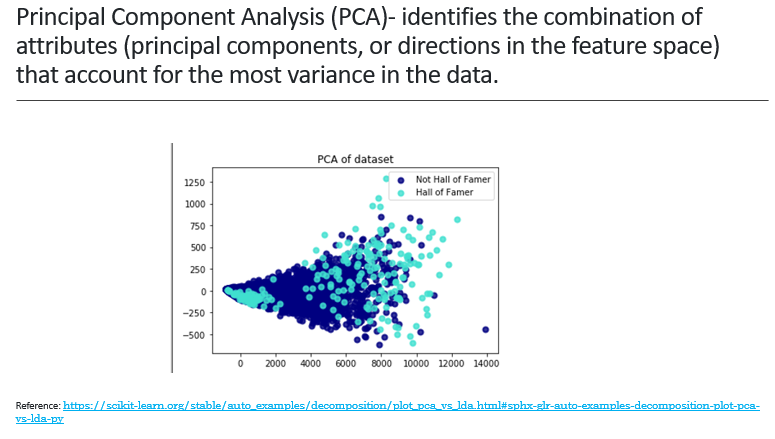 Principal Component Analysis (PCA)- identifies the combination of
attributes (principal components, or directions in the feature space)
that account for the most variance in the data.
PCA of dataset
Not Hall of Famer
Hall of Famer
1250
1000
750
500
250
0
−250
−500
0 2000 4000 6000 8000 10000 12000 14000
Reference: https://scikit-learn.org/stable/auto_examples/decomposition/plot_pca_vs_lda.html#sphx-glr-auto-examples-decomposition-plot-pca-
vs-lda-py